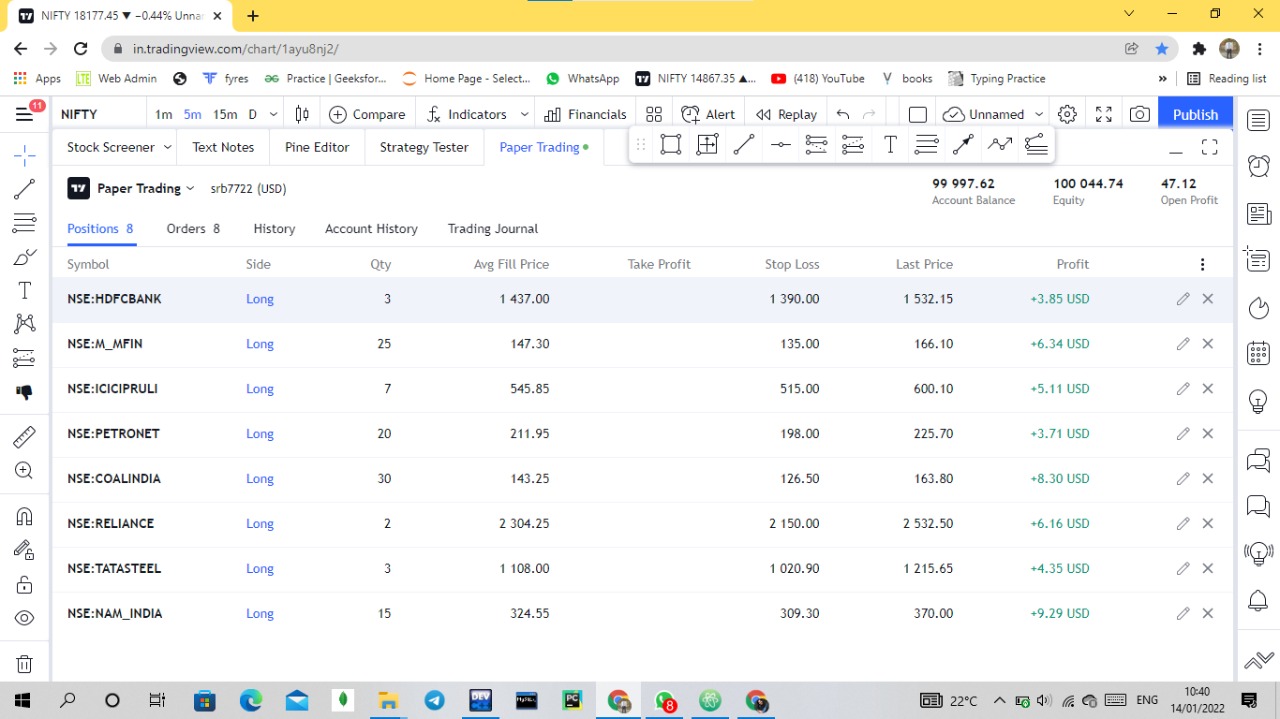 NIFTY 18177.45 ▼ −0.44% Unna
in.tradingview.com/chart/1ayu8nj2/
Apps LTE Web Admin fyres Practice | Geeksfor... Home Page - Select... WhatsApp NIFTY 14867.35 ▲... (418) YouTube books Typing Practice » Reading list
11 NIFTY 1m 5m 15m D Compare Indicators Financials Alert Replay Unnamed Publish
Stock Screener Text Notes Pine Editor Strategy Tester Paper Trading
Paper Trading srb7722 (USD)
99 997.62 100 044.74 47.12
Account Balance Equity Open Profit
Positions 8 Orders 8 History Account History Trading Journal
Symbol Side Qty Avg Fill Price Take Profit Stop Loss Last Price Profit
NSE:HDFCBANK Long 3 1 437.00 1 390.00 1 532.15 +3.85 USD
NSE:M_MFIN Long 25 147.30 135.00 166.10 +6.34 USD
NSE:ICICIPRULI Long 7 545.85 515.00 600.10 +5.11 USD
NSE:PETRONET Long 20 211.95 198.00 225.70 +3.71 USD
NSE:COALINDIA Long 30 143.25 126.50 163.80 +8.30 USD
NSE:RELIANCE Long 2 2 304.25 2 150.00 2 532.50 +6.16 USD
NSE:TATASTEEL Long 3 1 108.00 1 020.90 1 215.65 +4.35 USD
NSE:NAM_INDIA Long 15 324.55 309.30 370.00 +9.29 USD
DEV PC 8 22°C ENG 10:40
14/01/2022